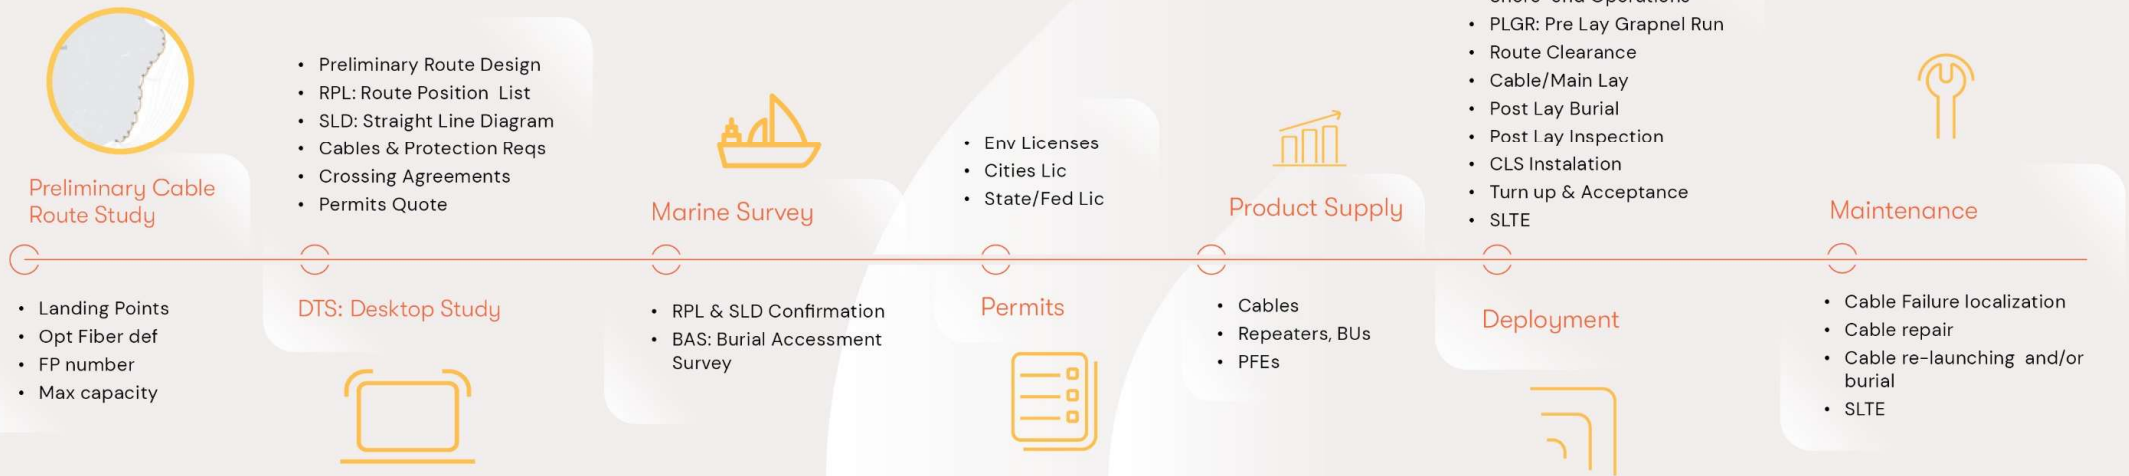 Preliminary Cable
Route Study
• Landing Points
• Opt Fiber def
• FP number
• Max capacity
• Preliminary Route Design
• RPL: Route Position List
• SLD: Straight Line Diagram
• Cables & Protection Reqs
• Crossing Agreements
• Permits Quote
DTS: Desktop Study
Marine Survey
• RPL & SLD Confirmation
• BAS: Burial Accessment
Survey
• Env Licenses
• Cities Lic
• State/Fed Lic
Permits
Product Supply
• Cables
• Repeaters, BUs
• PFEs
• PLGR: Pre Lay Grapnel Run
• Route Clearance
• Cable/Main Lay
• Post Lay Burial
• Post Lay Inspection
• CLS Instalation
• Turn up & Acceptance
• SLTE
Deployment
Maintenance
• Cable Failure localization
• Cable repair
• Cable re-launching and/or
burial
• SLTE